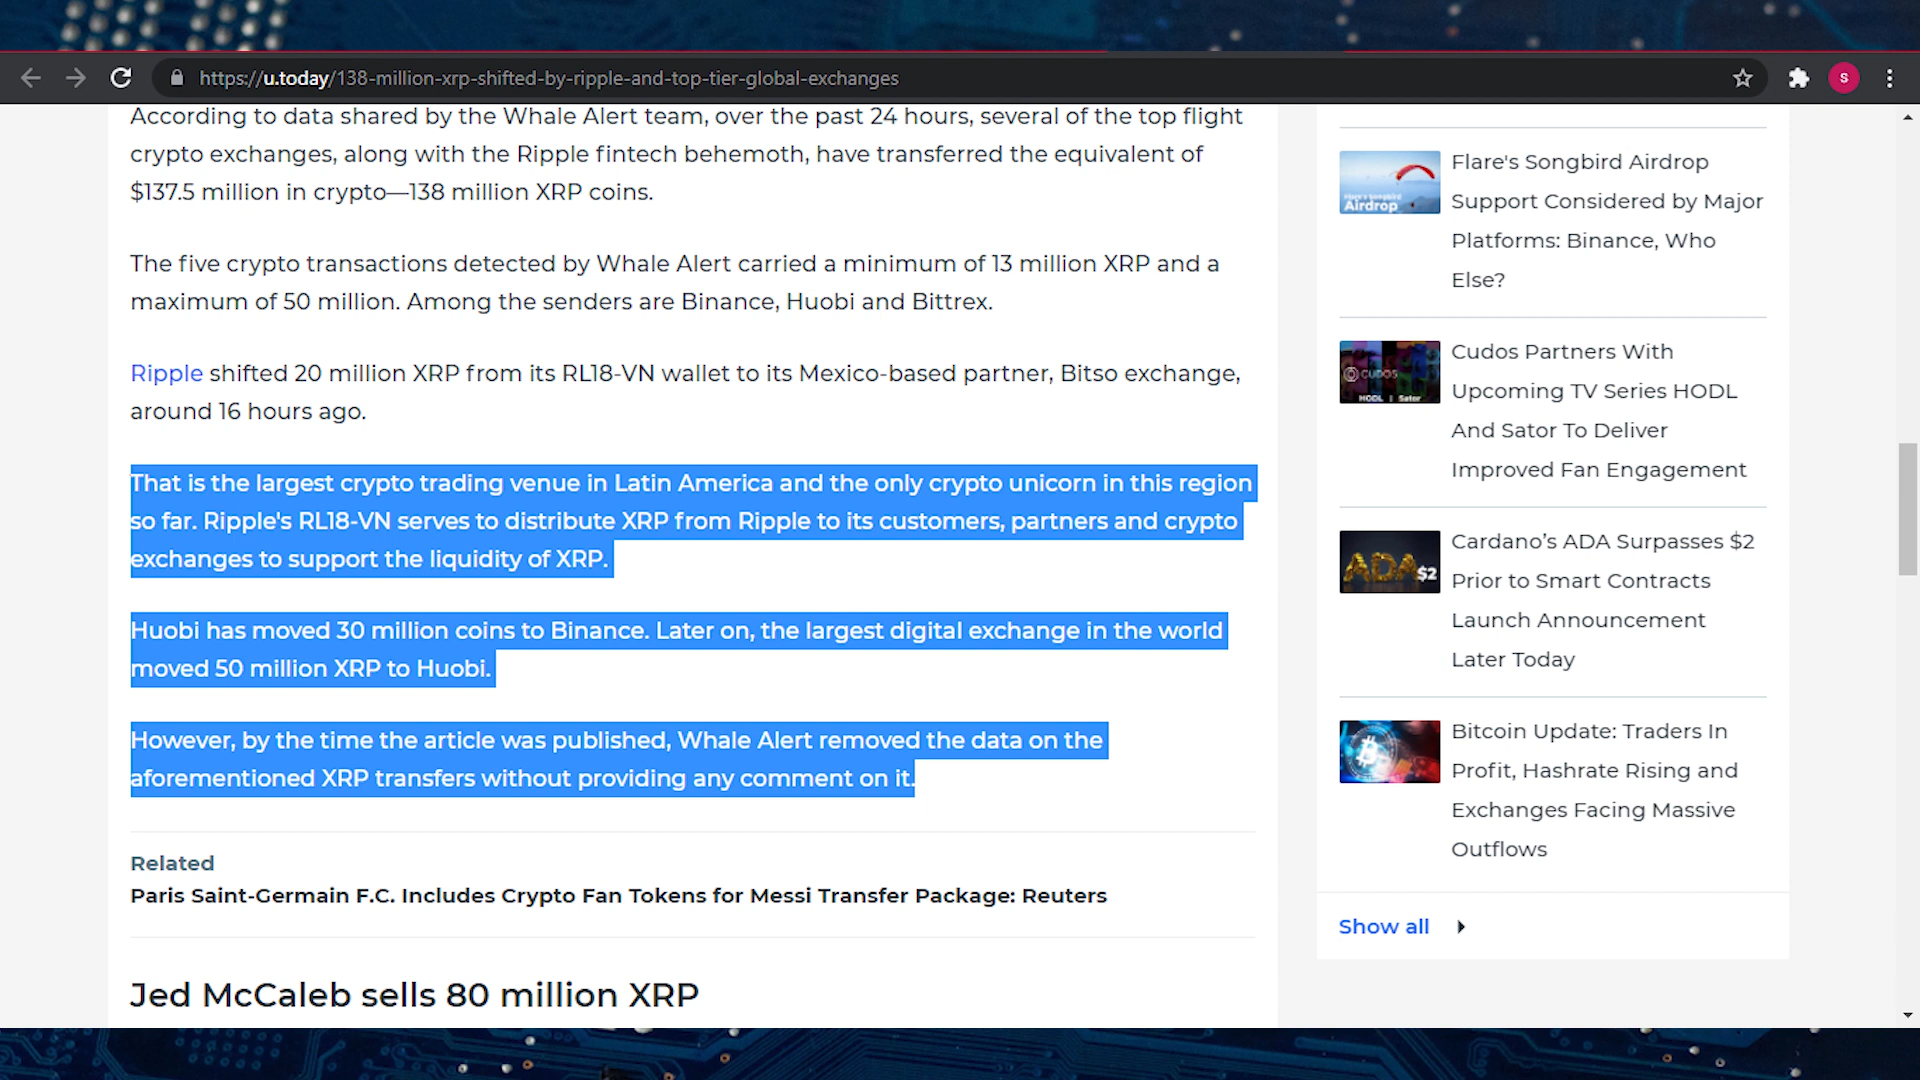 https://u.today/138-million-xrp-shifted-by-ripple-and-top-tier-global-exchanges
S
According to data shared by the Whale Alert team, over the past 24 hours, several of the top flight
crypto exchanges, along with the Ripple fintech behemoth, have transferred the equivalent of
$137.5 million in crypto—138 million XRP coins.
The five crypto transactions detected by Whale Alert carried a minimum of 13 million XRP and a
maximum of 50 million. Among the senders are Binance, Huobi and Bittrex.
Ripple shifted 20 million XRP from its RL18-VN wallet to its Mexico-based partner, Bitso exchange,
around 16 hours ago.
That is the largest crypto trading venue in Latin America and the only crypto unicorn in this region
so far. Ripple's RL18-VN serves to distribute XRP from Ripple to its customers, partners and crypto
exchanges to support the liquidity of XRP.
Huobi has moved 30 million coins to Binance. Later on, the largest digital exchange in the world
moved 50 million XRP to Huobi.
However, by the time the article was published, Whale Alert removed the data on the
aforementioned XRP transfers without providing any comment on it.
Related
Paris Saint-Germain F.C. Includes Crypto Fan Tokens for Messi Transfer Package: Reuters
Jed McCaleb sells 80 million XRP
Flare's Songbird
Airdrop
Flare's Songbird Airdrop
Support Considered by Major
Platforms: Binance, Who
Else?
CUDOS
HODL | Sator
Cudos Partners With
Upcoming TV Series HODL
And Sator To Deliver
Improved Fan Engagement
ADA $2
Cardano’s ADA Surpasses $2
Prior to Smart Contracts
Launch Announcement
Later Today
Bitcoin Update: Traders In
Profit, Hashrate Rising and
Exchanges Facing Massive
Outflows
Show all